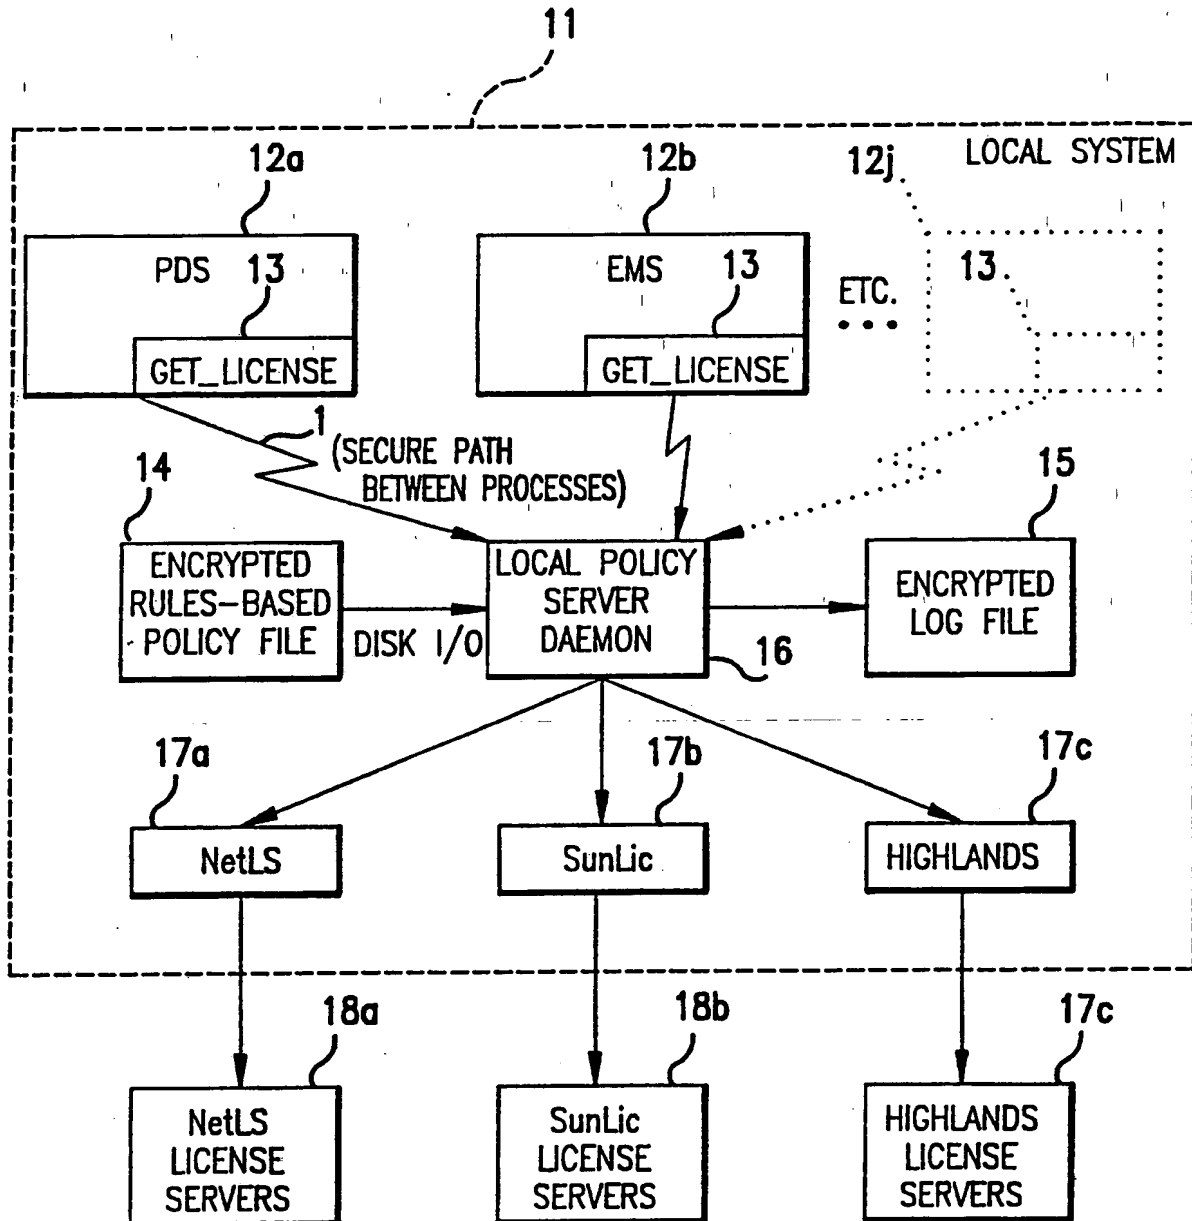 11
LOCAL SYSTEM
12a
12b
12j
PDS
13
EMS
13
13
ETC.
GET_LICENSE
GET_LICENSE
1
(SECURE PATH
BETWEEN PROCESSES)
14
15
ENCRYPTED
RULES-BASED
POLICY FILE
DISK I/O
LOCAL POLICY
SERVER
DAEMON
16
ENCRYPTED
LOG FILE
17a
17b
17c
NetLS
SunLic
HIGHLANDS
18a
18b
17c
NetLS
LICENSE
SERVERS
SunLic
LICENSE
SERVERS
HIGHLANDS
LICENSE
SERVERS